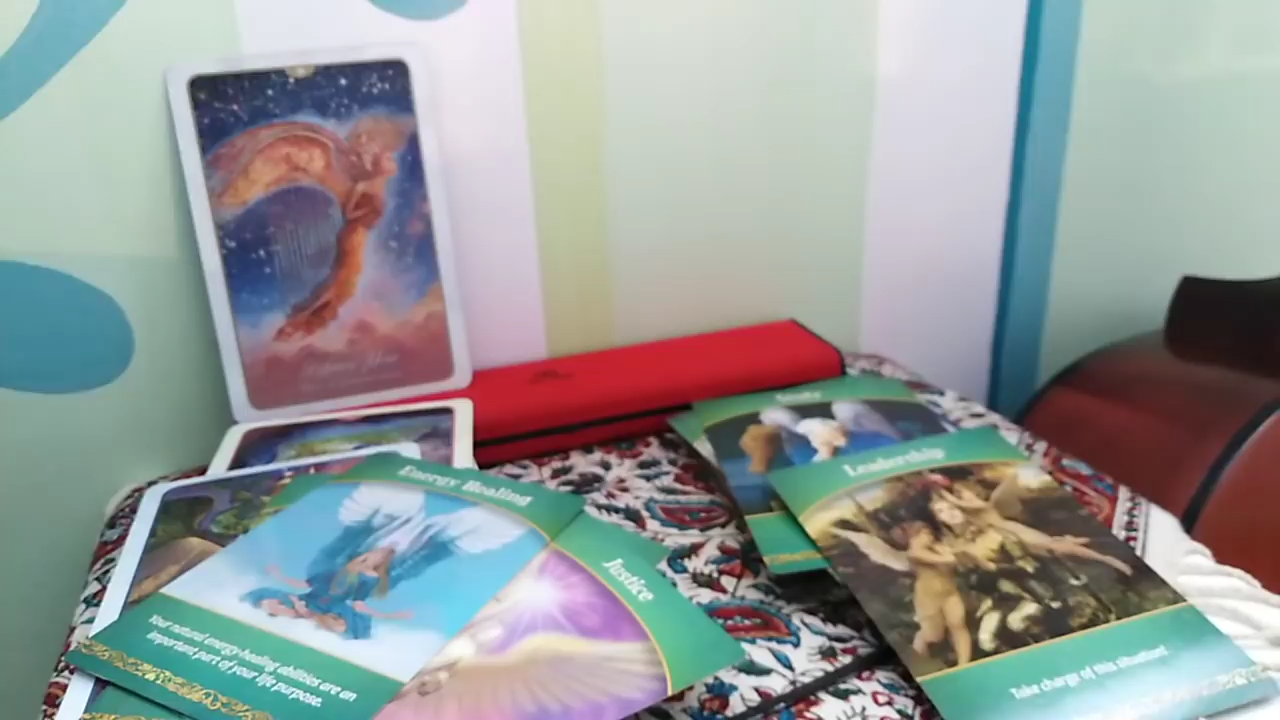 Energy Healing
Your natural energy-healing abilities are an
important part of your life purpose.
Justice
Leadership
Take charge of this situation!